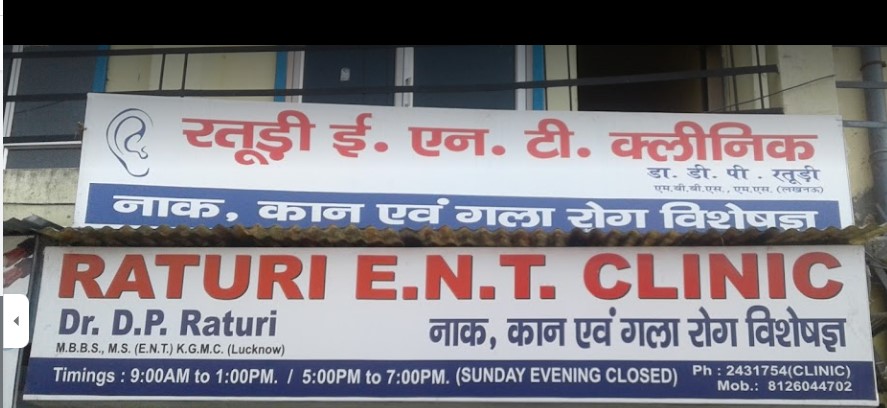 रतूड़ी ई. एन. टी. क्लीनिक
डा. डी. पी . रतूड़ी
एम.बी.बी.एस., एम.एस. (लखनऊ)
नाक, कान एवं गला रोग विशेषज्ञ
RATURI E.N.T. CLINIC
Dr. D.P. Raturi
नाक, कान एवं गला रोग विशेषज्ञ
M.B.B.S., M.S. (E.N.T.) K.G.M.C. (Lucknow)
Timings : 9:00AM to 1:00PM. / 5:00PM to 7:00PM. (SUNDAY EVENING CLOSED)
Ph : 2431754(CLINIC)
Mob.: 8126044702